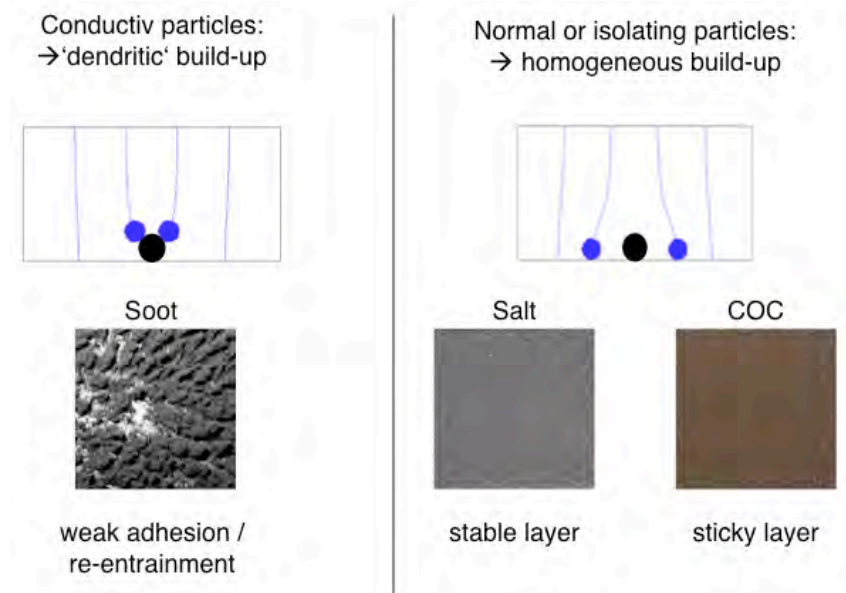 Conductiv particles:
→'dendritic' build-up
Soot
weak adhesion /
re-entrainment
Normal or isolating particles:
→ homogeneous build-up
Salt
COC
stable layer
sticky layer